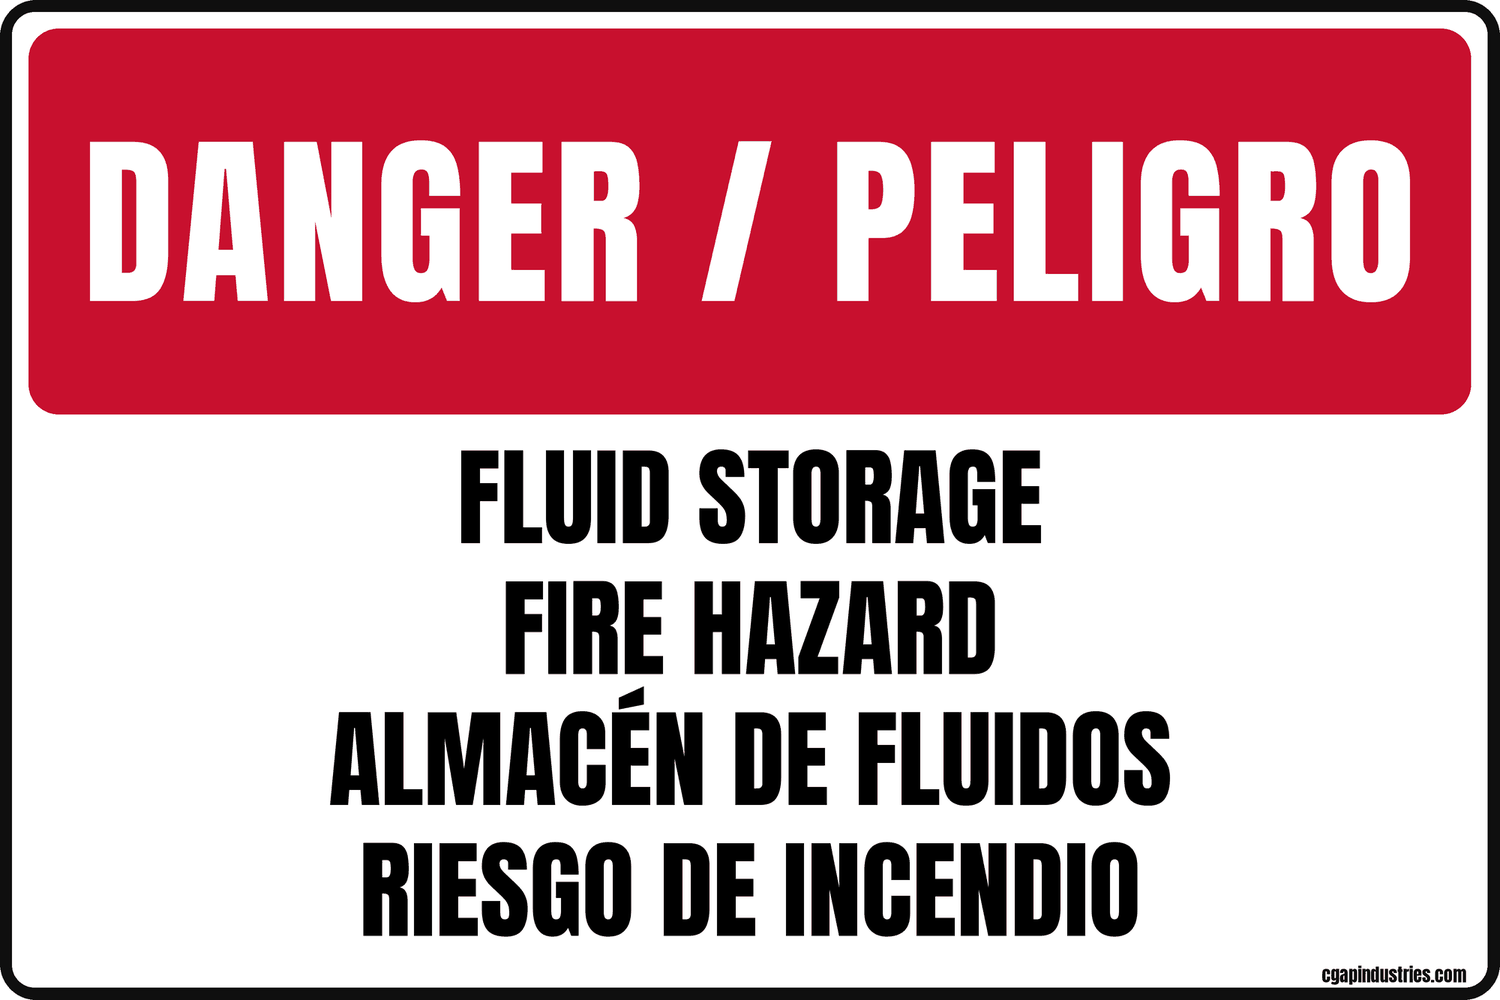 DANGER / PELIGRO
FLUID STORAGE
FIRE HAZARD
ALMACÉN DE FLUIDOS
RIESGO DE INCENDIO
cgapindustries.com